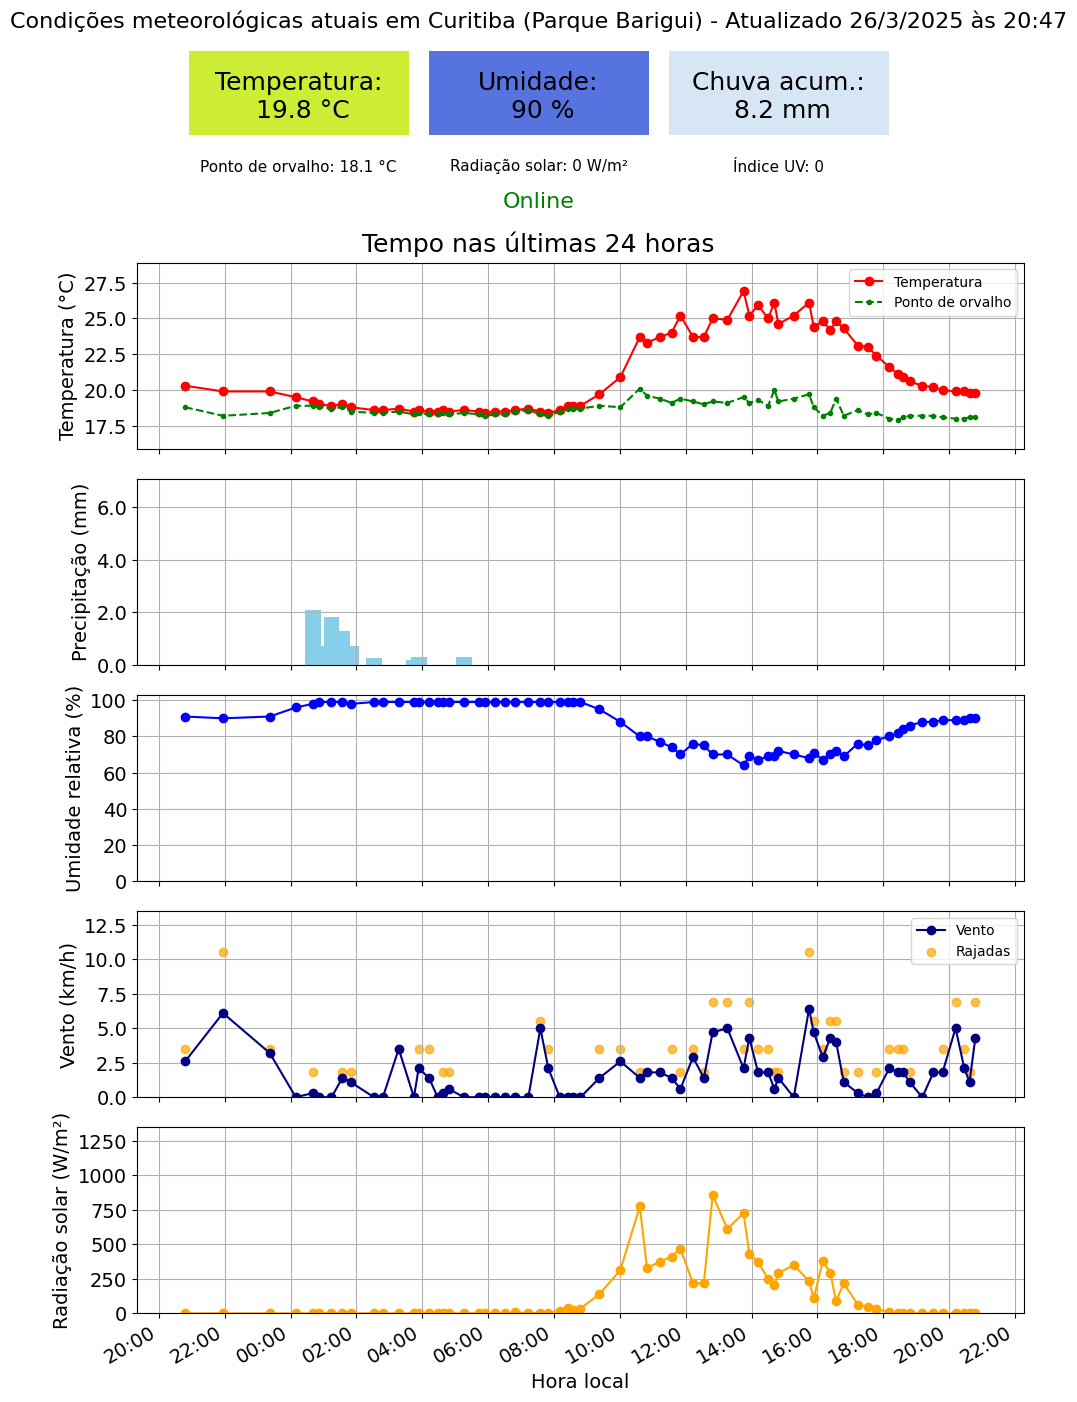 Condições meteorológicas atuais em Curitiba (Parque Barigui) - Atualizado 26/3/2025 às 20:47
Temperatura:
19.8 °C
Umidade:
90 %
Chuva acum.:
8.2 mm
Ponto de orvalho: 18.1 °C
Radiação solar: 0 W/m²
Índice UV: 0
Online
Tempo nas últimas 24 horas
Temperatura (°C)
27.5
25.0
22.5
20.0
17.5
Temperatura
Ponto de orvalho
Precipitação (mm)
6.0
4.0
2.0
0.0
Umidade relativa (%)
100
80
60
40
20
0
Vento (km/h)
12.5
10.0
7.5
5.0
2.5
0.0
Vento
Rajadas
Radiação solar (W/m²)
1250
1000
750
500
250
0
20:00 22:00 00:00 02:00 04:00 06:00 08:00 10:00 12:00 14:00 16:00 18:00 20:00 22:00
Hora local